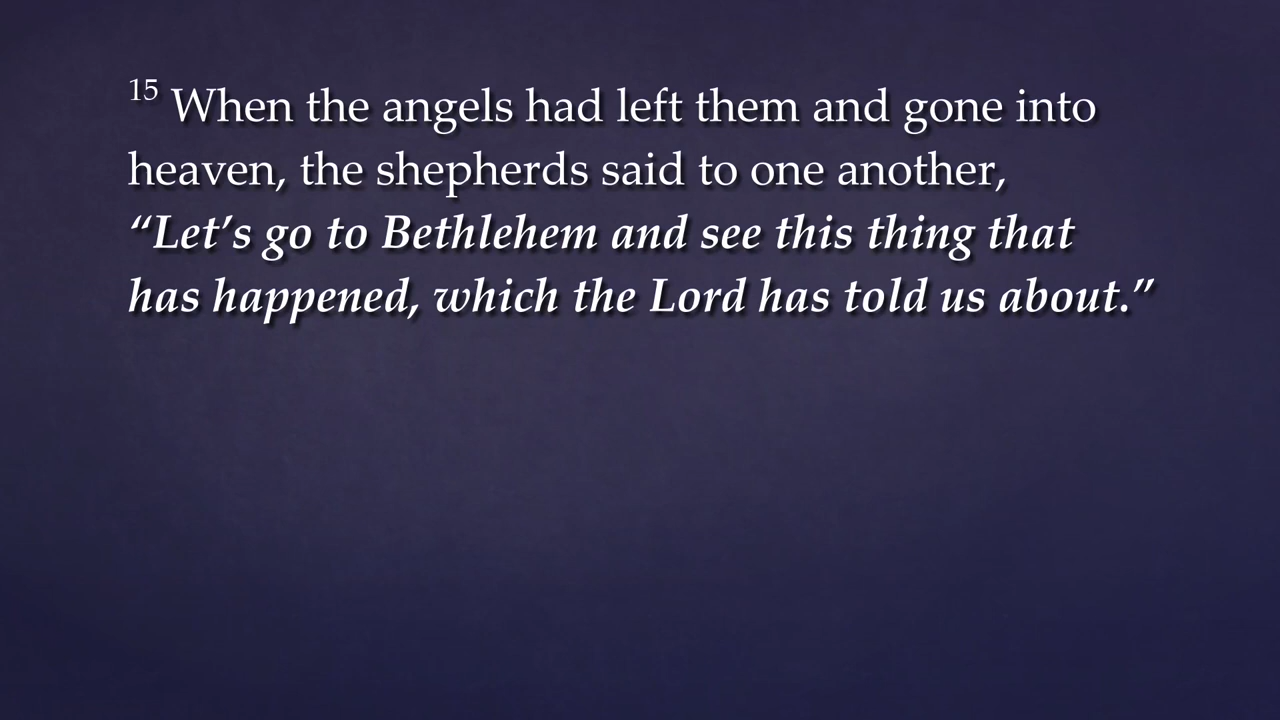 15 When the angels had left them and gone into
heaven, the shepherds said to one another,
“Let’s go to Bethlehem and see this thing that
has happened, which the Lord has told us about.”